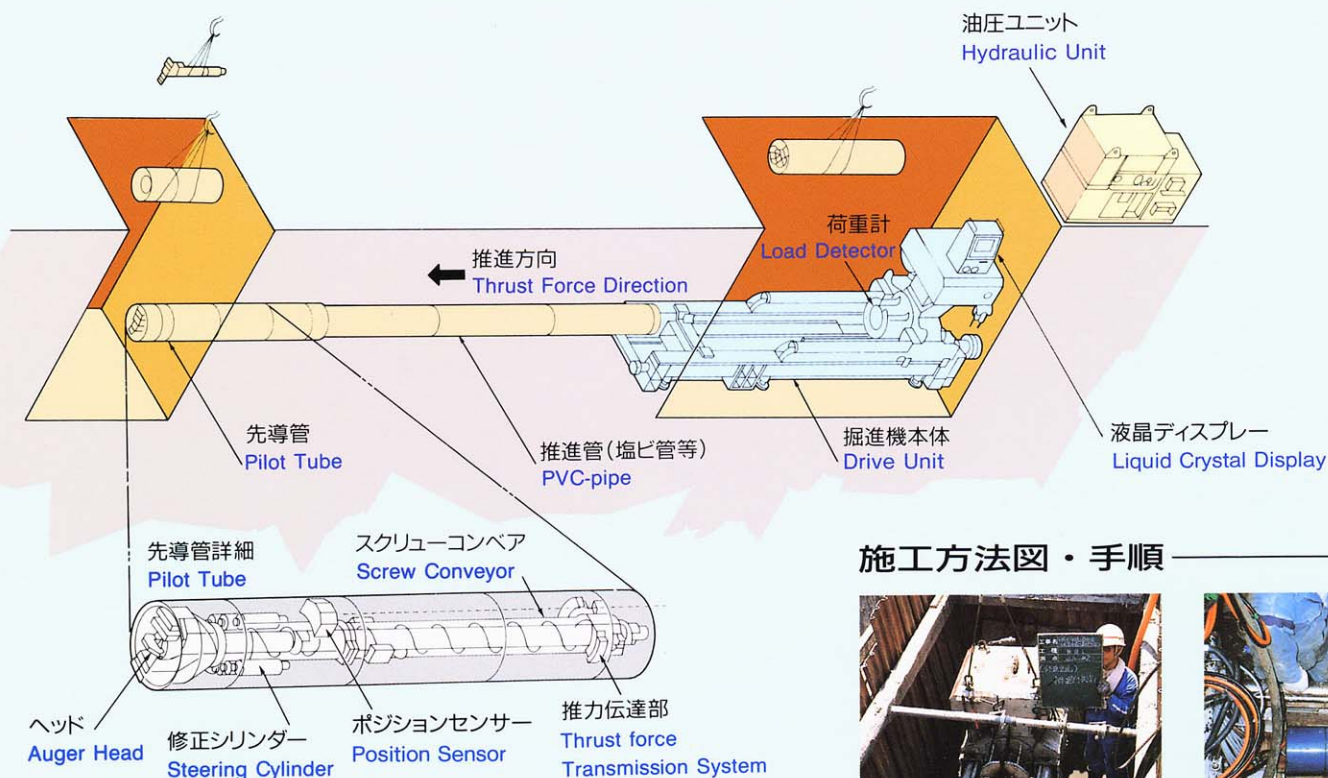 油圧ユニット
Hydraulic Unit
荷重計
Load Detector
推進方向
Thrust Force Direction
先導管
Pilot Tube
推進管(塩ビ管等)
PVC-pipe
掘進機本体
Drive Unit
液晶ディスプレー
Liquid Crystal Display
先導管詳細
Pilot Tube
スクリューコンベア
Screw Conveyor
ヘッド
Auger Head
修正シリンダー
Steering Cylinder
ポジションセンサー
Position Sensor
推力伝達部
Thrust force
Transmission System
施工方法図・手順